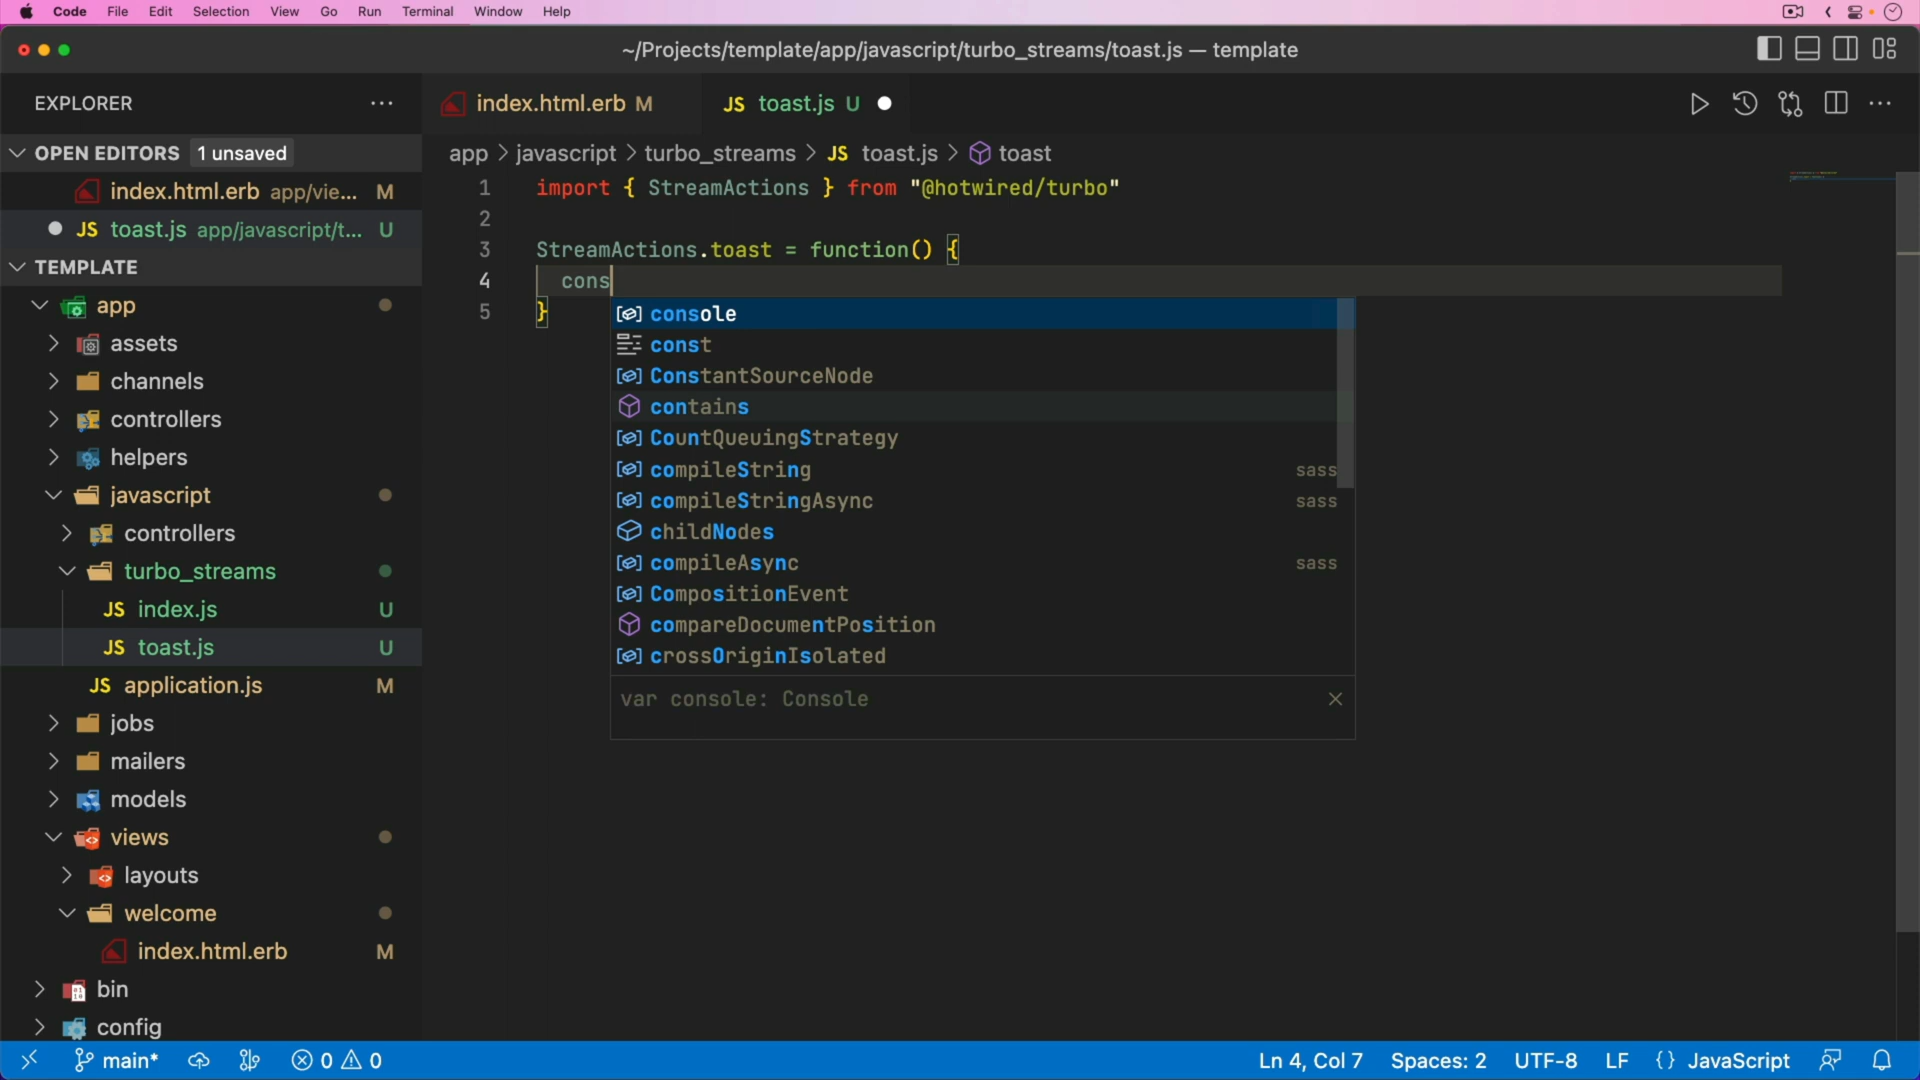 Code File Edit Selection View Go Run Terminal Window Help
~/Projects/template/app/javascript/turbo_streams/toast.js — template
EXPLORER
index.html.erb M
JS toast.js U
OPEN EDITORS 1 unsaved
index.html.erb app/vie... M
JS toast.js app/javascript/t... U
TEMPLATE
app
assets
channels
controllers
helpers
javascript
controllers
turbo_streams
JS index.js U
JS toast.js U
JS application.js M
jobs
mailers
models
views
layouts
welcome
index.html.erb M
bin
config
app > javascript > turbo_streams > JS toast.js > toast
1 import { StreamActions } from "@hotwired/turbo"
2
3 StreamActions.toast = function() {
4 cons
5 }
console
const
ConstantSourceNode
contains
CountQueuingStrategy
compileString sass
compileStringAsync sass
childNodes
compileAsync sass
CompositionEvent
compareDocumentPosition
crossOriginIsolated
var console: Console
main* 0 0 Ln 4, Col 7 Spaces: 2 UTF-8 LF {} JavaScript